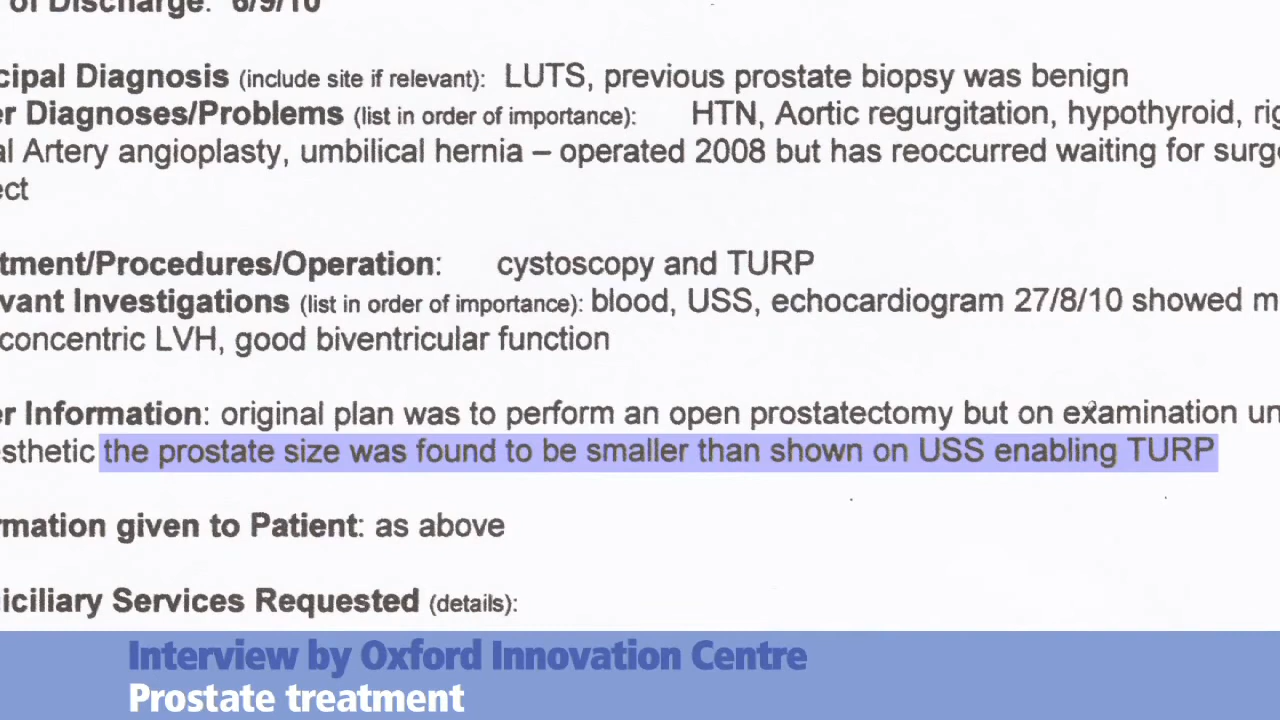 of Discharge: 6/9/10
cipal Diagnosis (include site if relevant): LUTS, previous prostate biopsy was benign
er Diagnoses/Problems (list in order of importance): HTN, Aortic regurgitation, hypothyroid, rig
al Artery angioplasty, umbilical hernia – operated 2008 but has reoccurred waiting for surge
ect
tment/Procedures/Operation: cystoscopy and TURP
vant Investigations (list in order of importance): blood, USS, echocardiogram 27/8/10 showed m
concentric LVH, good biventricular function
er Information: original plan was to perform an open prostatectomy but on examination un
esthetic the prostate size was found to be smaller than shown on USS enabling TURP
rmation given to Patient: as above
iciliary Services Requested (details):
Interview by Oxford Innovation Centre
Prostate treatment